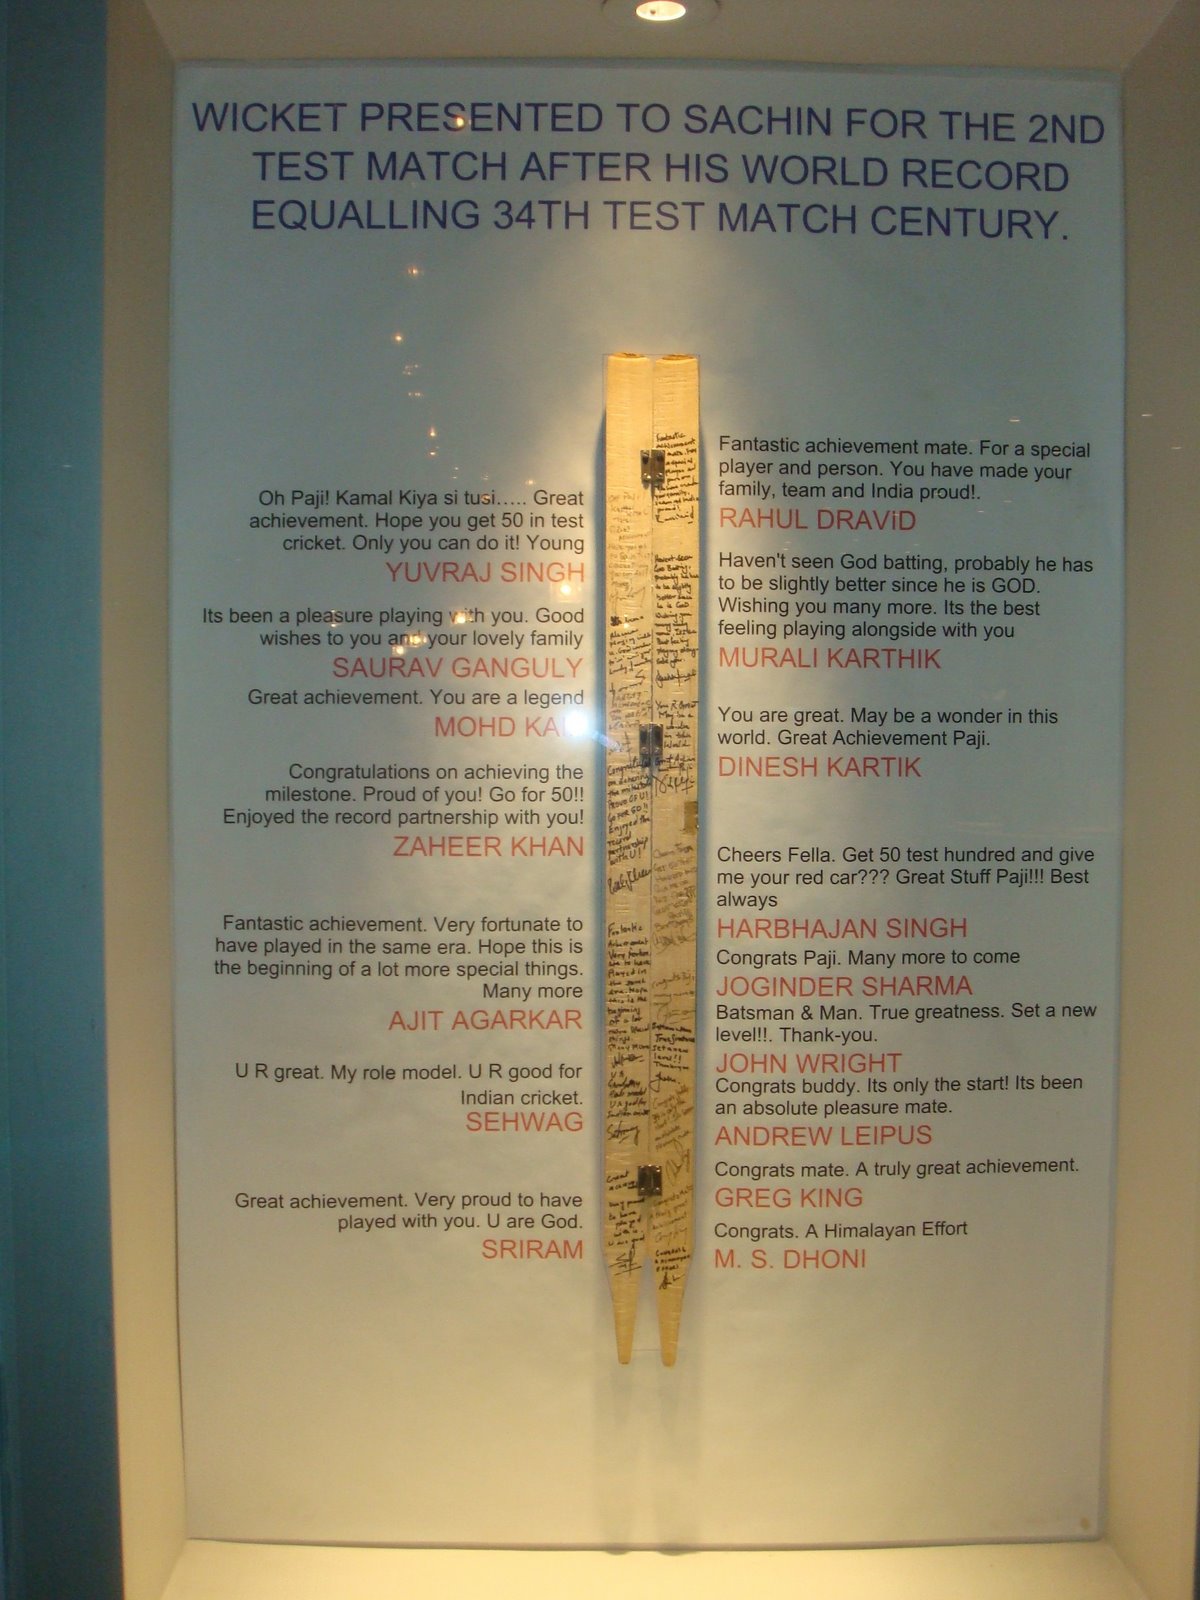 WICKET PRESENTED TO SACHIN FOR THE 2ND
TEST MATCH AFTER HIS WORLD RECORD
EQUALLING 34TH TEST MATCH CENTURY.
Oh Paji! Kamal Kiya si tusi..... Great
achievement. Hope you get 50 in test
cricket. Only you can do it! Young
YUVRAJ SINGH
Its been a pleasure playing with you. Good
wishes to you and your lovely family
SAURAV GANGULY
Great achievement. You are a legend
MOHD
Congratulations on achieving the
milestone. Proud of you! Go for 50!!
Enjoyed the record partnership with you!
ZAHEER KHAN
Fantastic achievement. Very fortunate to
have played in the same era. Hope this is
the beginning of a lot more special things.
Many more
AJIT AGARKAR
U R great. My role model. U R good for
Indian cricket.
SEHWAG
Great achievement. Very proud to have
played with you. U are God.
SRIRAM
Fantastic achievement mate. For a special
player and person. You have made your
family, team and India proud!.
RAHUL DRAViD
Haven't seen God batting, probably he has
to be slightly better since he is GOD.
Wishing you many more. Its the best
feeling playing alongside with you
MURALI KARTHIK
You are great. May be a wonder in this
world. Great Achievement Paji.
DINESH KARTIK
Cheers Fella. Get 50 test hundred and give
me your red car??? Great Stuff Paji!!! Best
always
HARBHAJAN SINGH
Congrats Paji. Many more to come
JOGINDER SHARMA
Batsman & Man. True greatness. Set a new
level!!. Thank-you.
JOHN WRIGHT
Congrats buddy. Its only the start! Its been
an absolute pleasure mate.
ANDREW LEIPUS
Congrats mate. A truly great achievement.
GREG KING
Congrats. A Himalayan Effort
M. S. DHONI